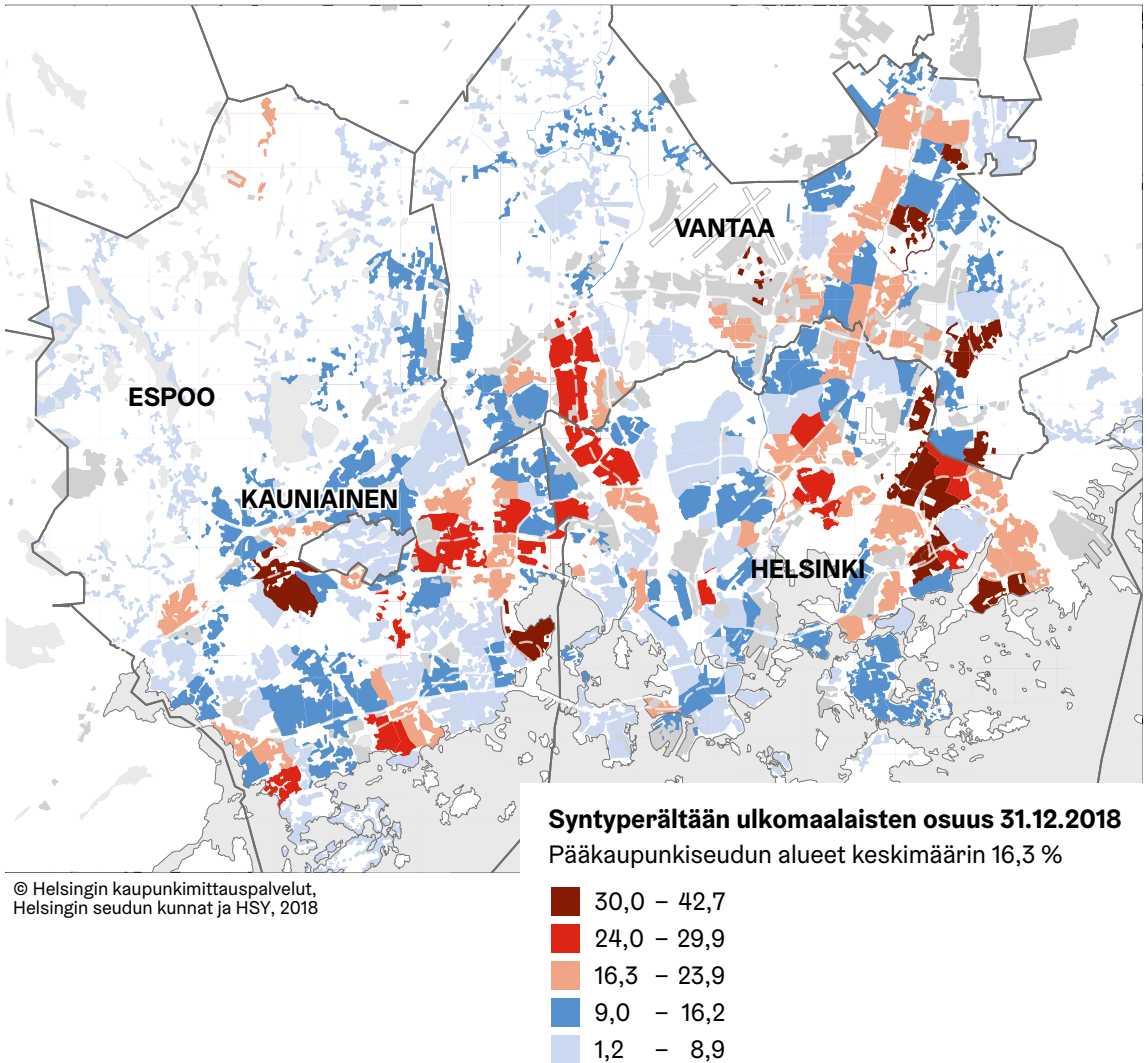 VANTAA
ESPOO
KAUNIAINEN
HELSINKI
Syntyperältään ulkomaalaisten osuus 31.12.2018
Pääkaupunkiseudun alueet keskimäärin 16,3 %
© Helsingin kaupunkimittauspalvelut,
Helsingin seudun kunnat ja HSY, 2018
30,0 – 42,7
24,0 – 29,9
16,3 – 23,9
9,0 – 16,2
1,2 – 8,9